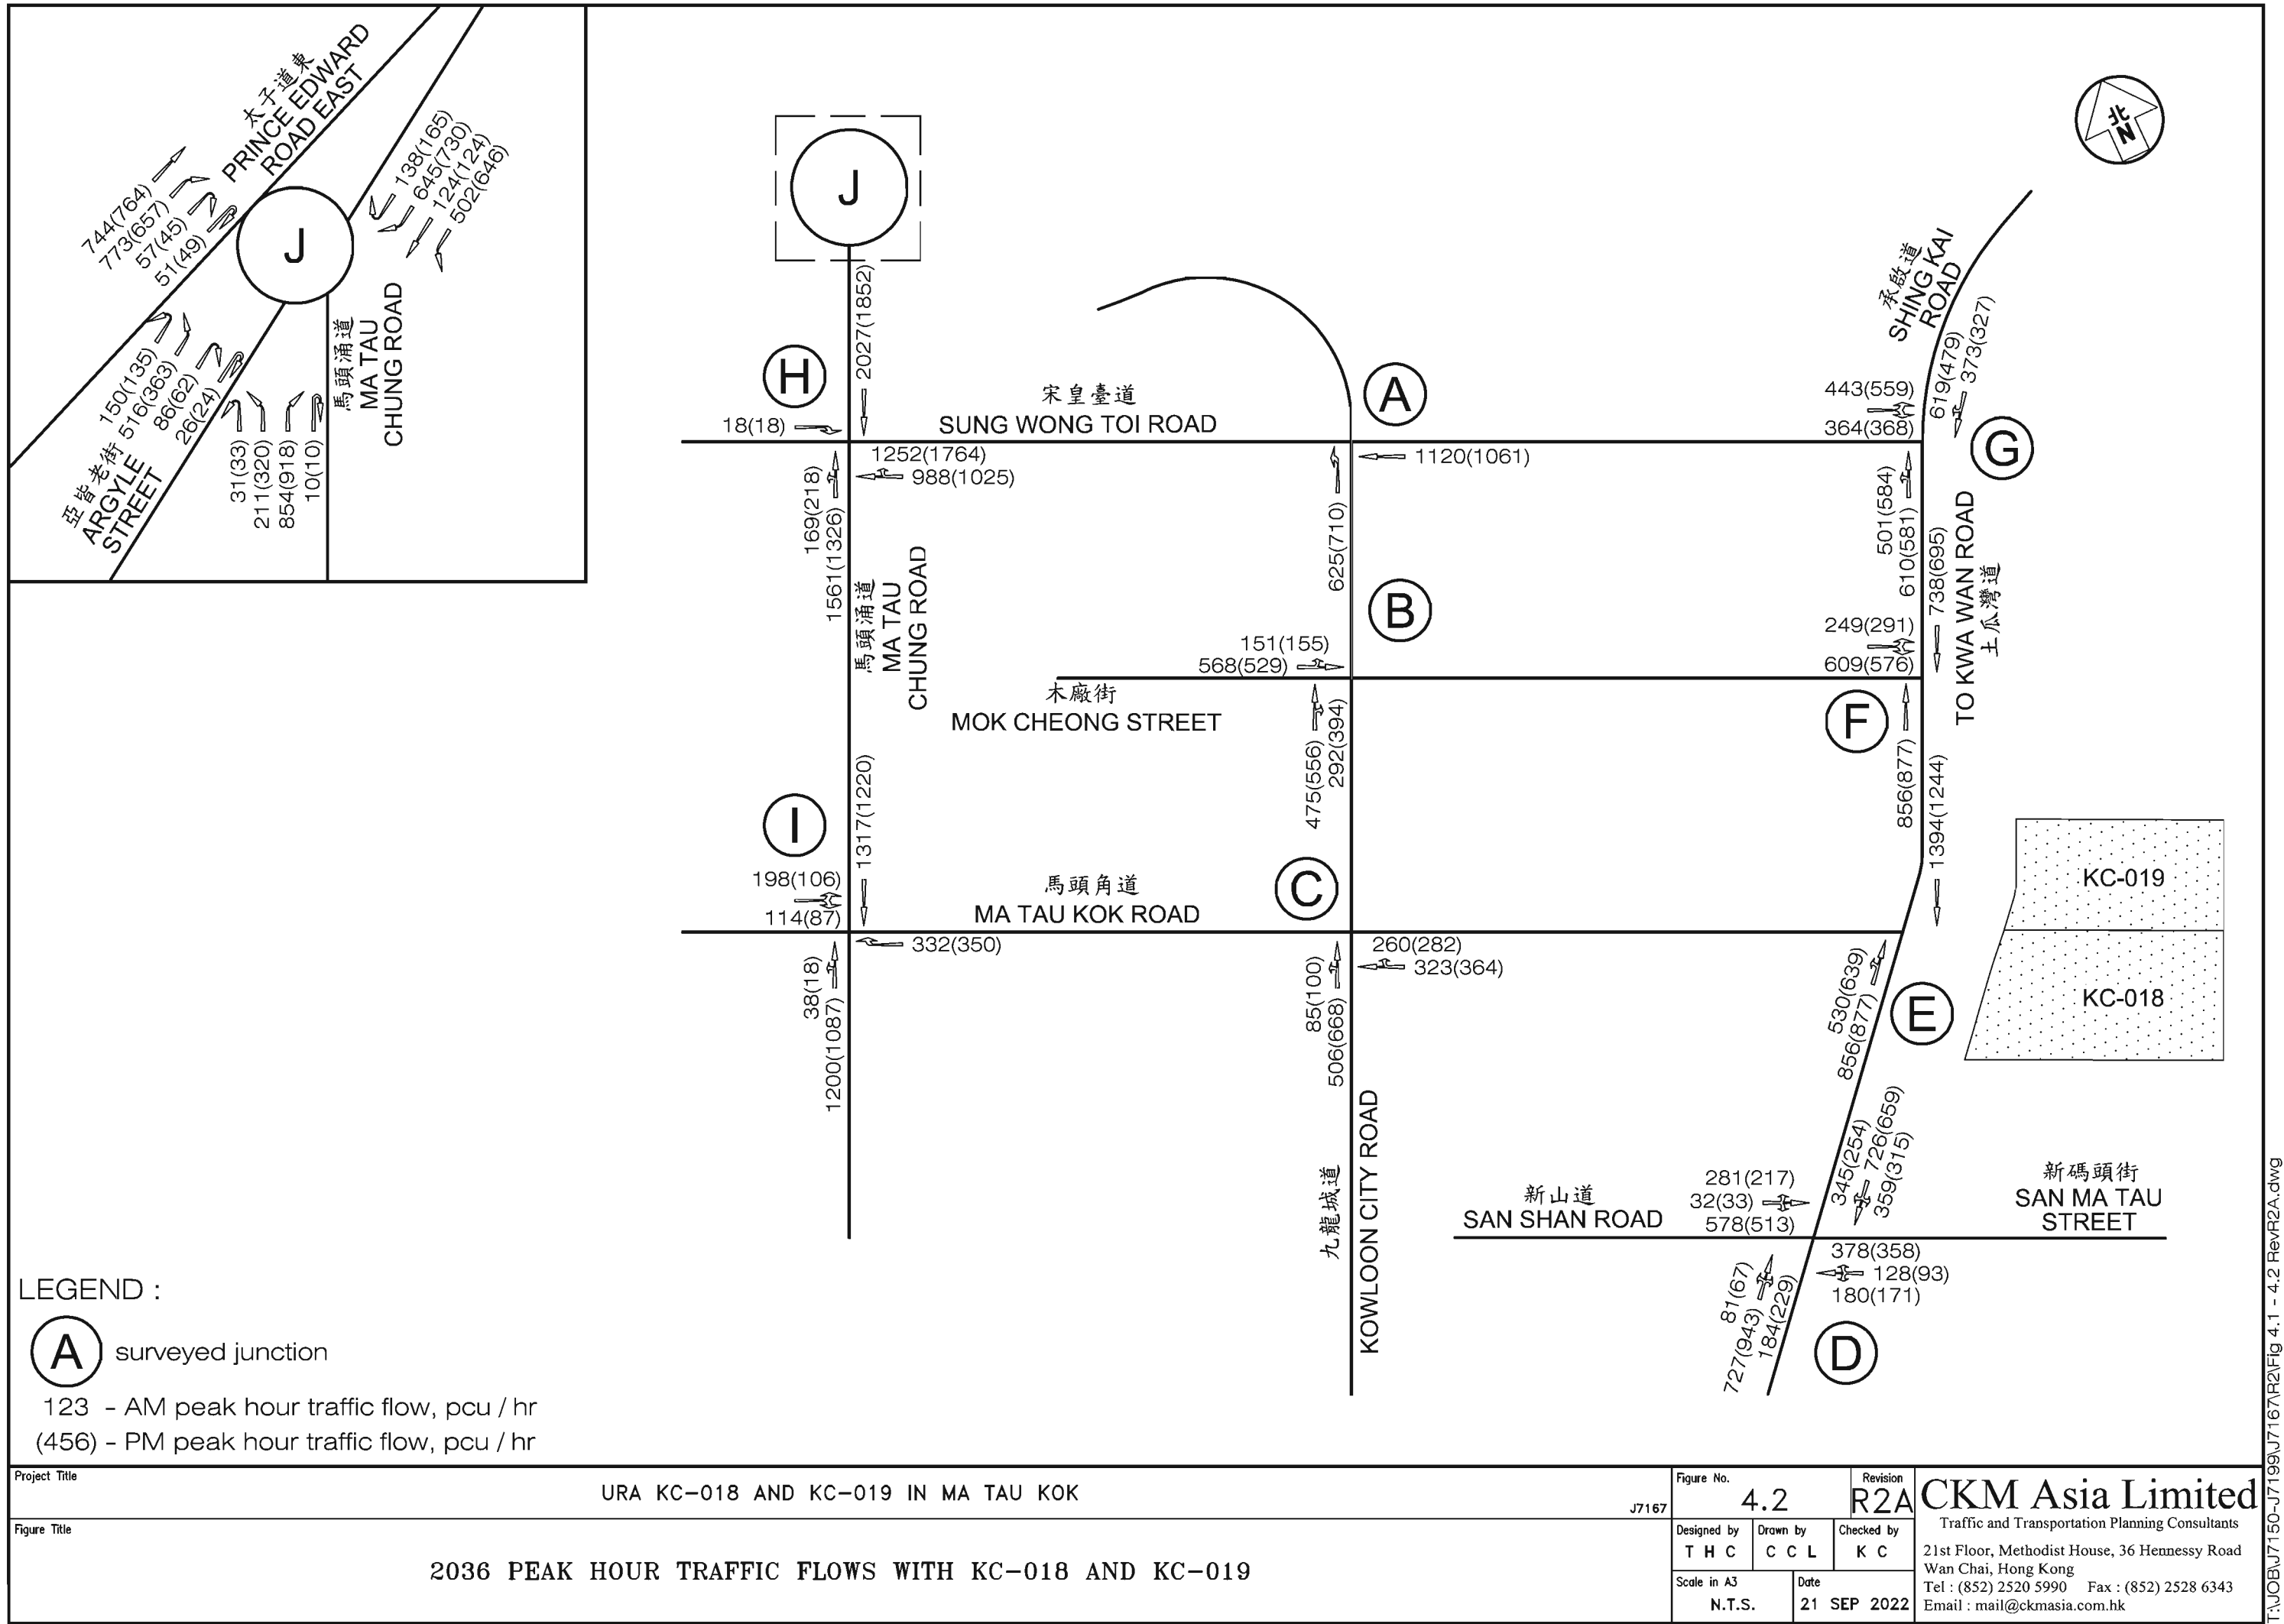 太子道東
PRINCE EDWARD
ROAD EAST
744(764)
773(657)
57(45)
51(49)
138(165)
645(730)
124(124)
502(646)
J
150(135)
516(363)
86(62)
26(24)
亞皆老街
ARGYLE
STREET
31(33)
211(320)
854(918)
10(10)
馬頭涌道
MA TAU
CHUNG ROAD
J
2027(1852)
H
18(18)
宋皇臺道
SUNG WONG TOI ROAD
1252(1764)
988(1025)
169(218)
1561(1326)
馬頭涌道
MA TAU
CHUNG ROAD
A
1120(1061)
625(710)
B
151(155)
568(529)
木廠街
MOK CHEONG STREET
475(556)
292(394)
北
N
承啟道
SHING KAI
ROAD
619(479)
373(327)
443(559)
364(368)
G
501(584)
610(581)
738(695)
TO KWA WAN ROAD
土瓜灣道
249(291)
609(576)
F
856(877)
1394(1244)
I
1317(1220)
198(106)
114(87)
馬頭角道
MA TAU KOK ROAD
332(350)
38(18)
1200(1087)
C
260(282)
323(364)
85(100)
506(668)
九龍城道
KOWLOON CITY ROAD
KC-019
KC-018
530(639)
856(877)
E
345(254)
726(659)
359(315)
281(217)
32(33)
578(513)
新山道
SAN SHAN ROAD
新碼頭街
SAN MA TAU
STREET
378(358)
128(93)
180(171)
81(67)
727(943)
184(229)
D
LEGEND :
A surveyed junction
123 - AM peak hour traffic flow, pcu / hr
(456) - PM peak hour traffic flow, pcu / hr
Project Title
URA KC-018 AND KC-019 IN MA TAU KOK
J7167
Figure Title
2036 PEAK HOUR TRAFFIC FLOWS WITH KC-018 AND KC-019
Figure No.
4.2
Revision
R2A
Designed by
T H C
Drawn by
C C L
Checked by
K C
Scale in A3
N.T.S.
Date
21 SEP 2022
CKM Asia Limited
Traffic and Transportation Planning Consultants
21st Floor, Methodist House, 36 Hennessy Road
Wan Chai, Hong Kong
Tel : (852) 2520 5990 Fax : (852) 2528 6343
Email : mail@ckmasia.com.hk
T:\JOB\J7150-J7199\J7167\R2\Fig 4.1 - 4.2 RevR2A.dwg